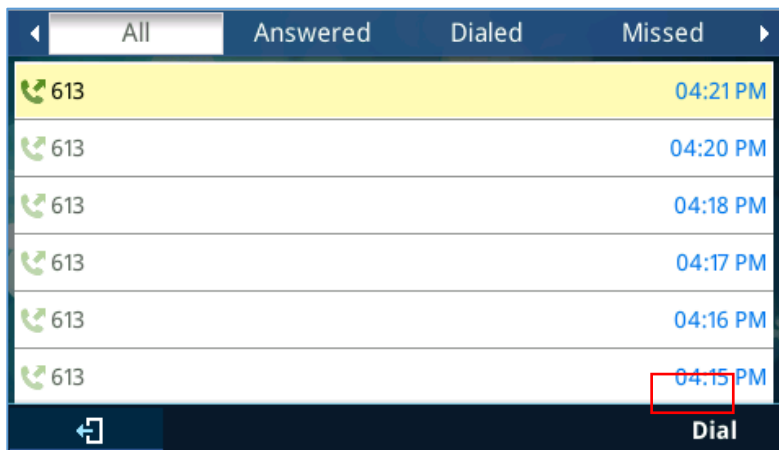 All Answered Dialed Missed
613 04:21 PM
613 04:20 PM
613 04:18 PM
613 04:17 PM
613 04:16 PM
613 04:15 PM
Dial